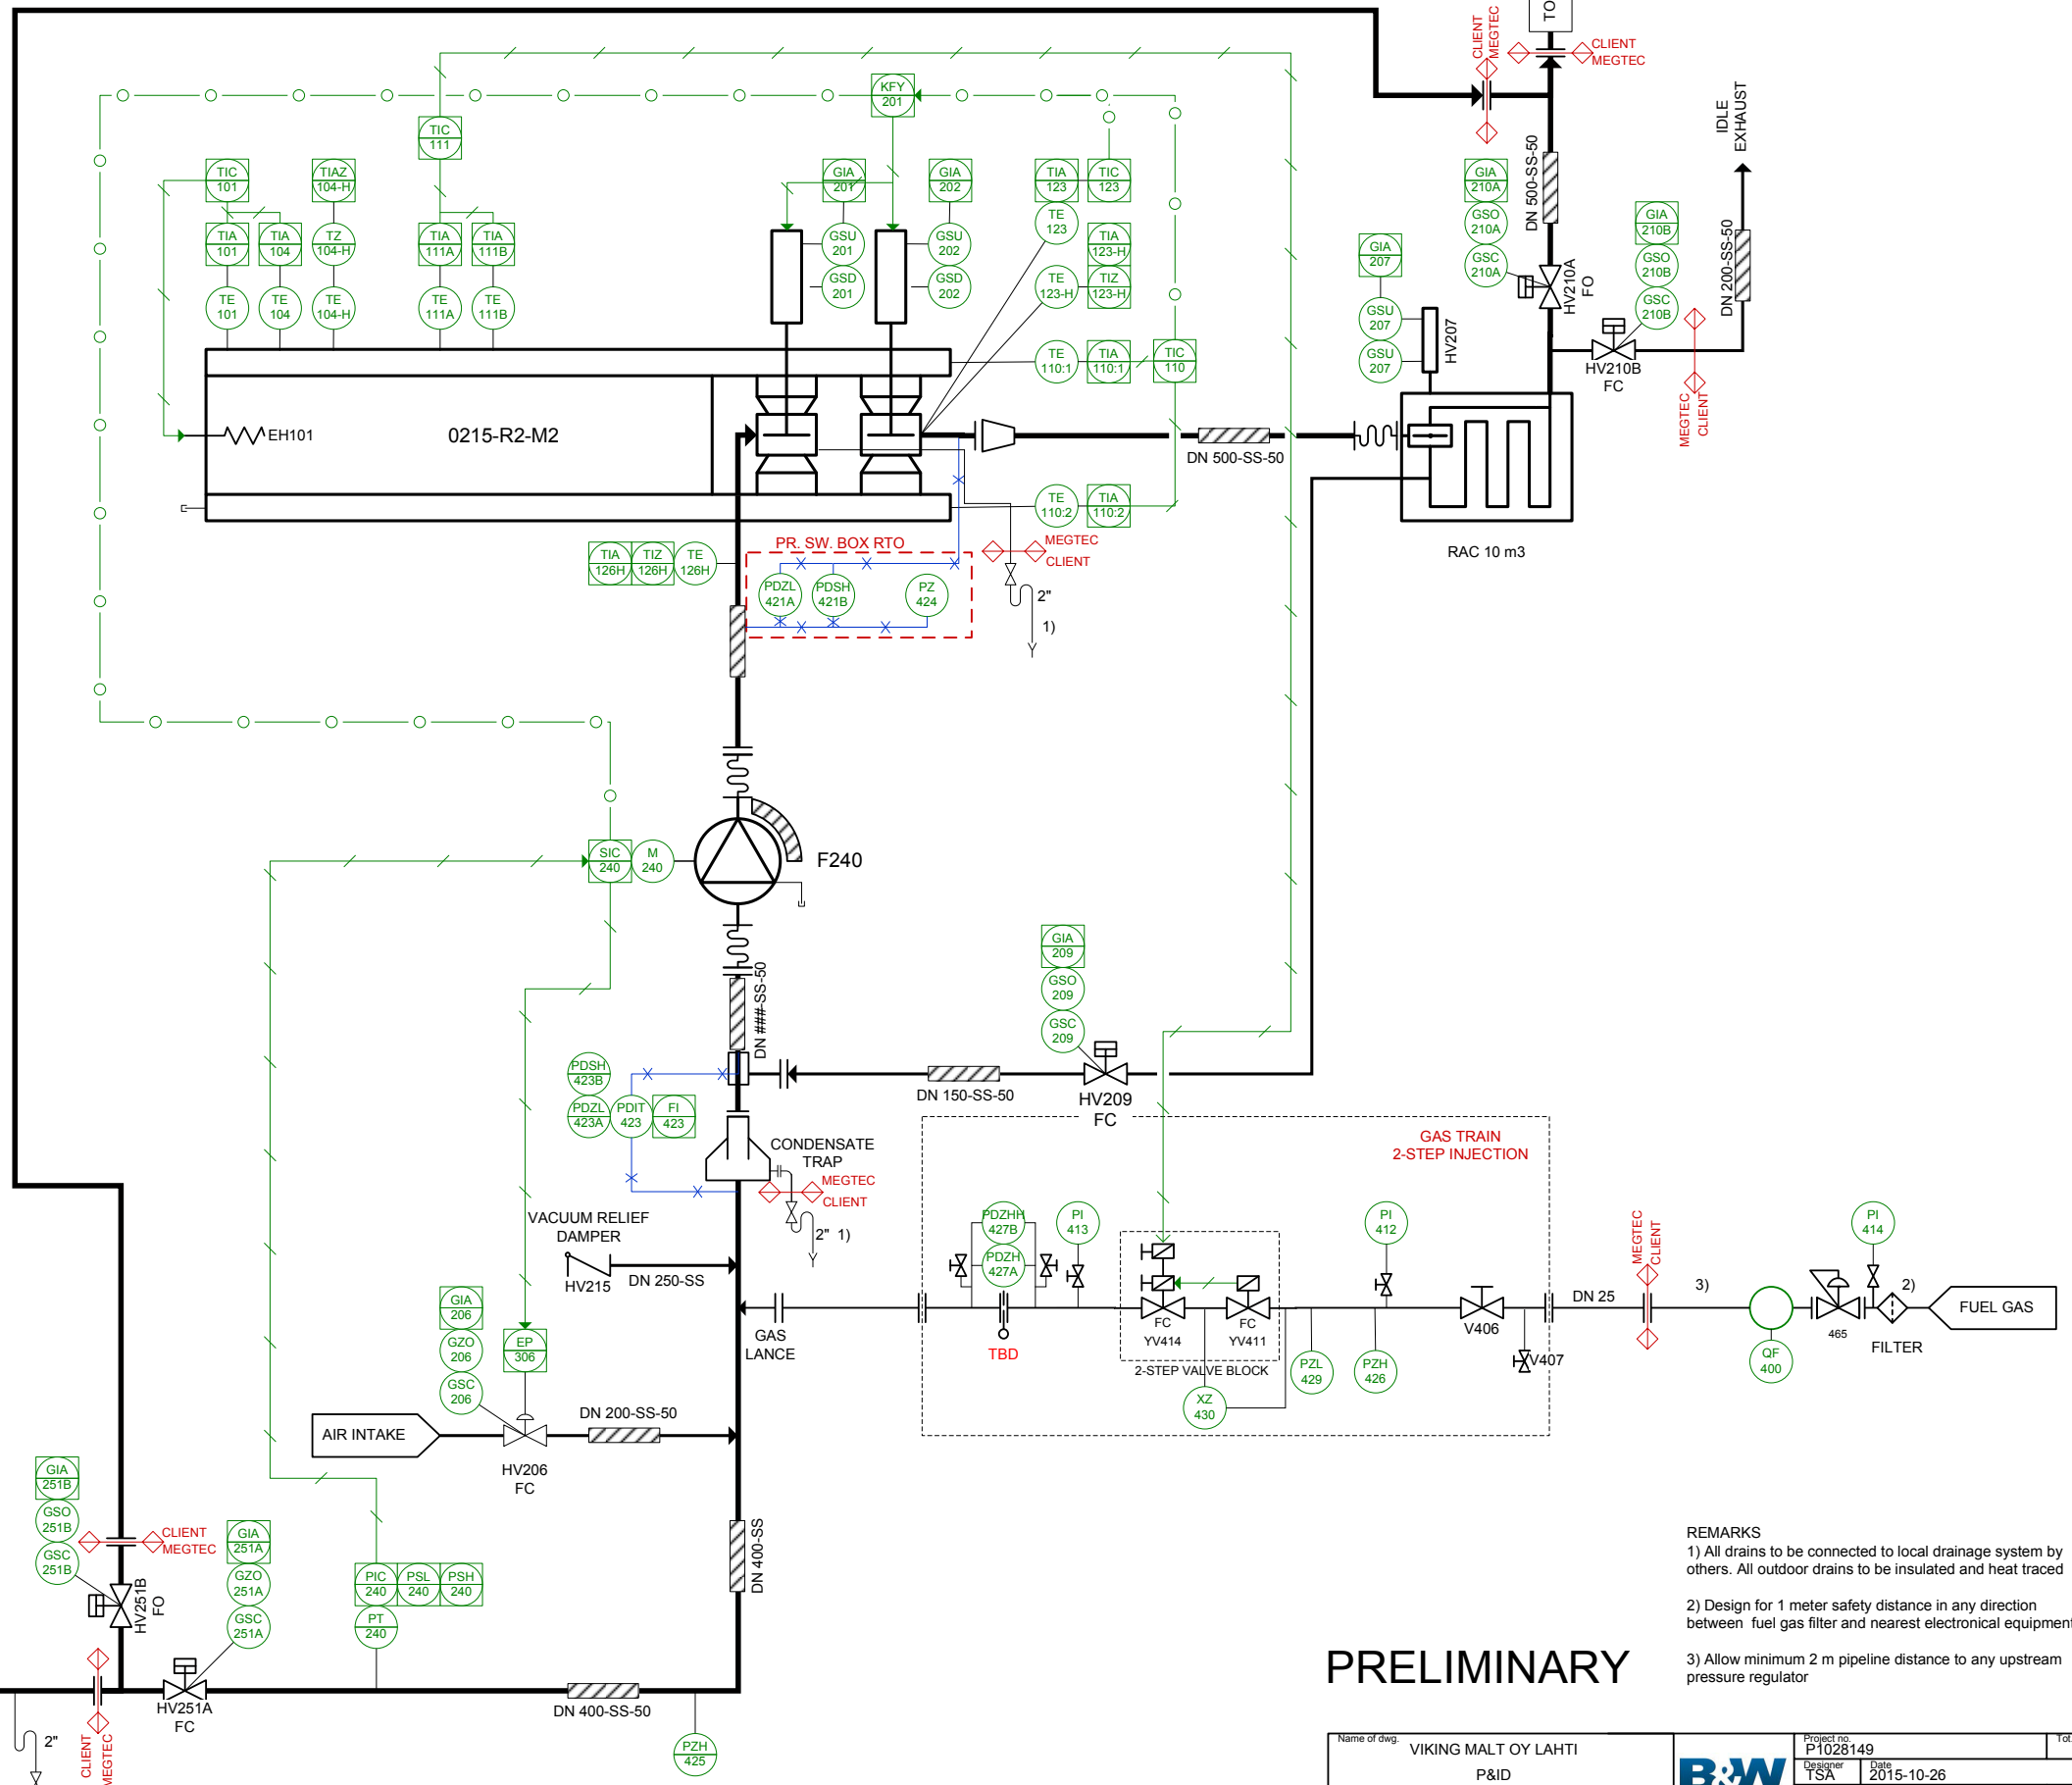 TO
CLIENT
MEGTEC
CLIENT
MEGTEC
IDLE
EXHAUST
KFY
201
TIC
111
TIC
101
TIAZ
104-H
GIA
201
GIA
202
TIA
123
TIC
123
TE
123
TIA
101
TIA
104
TZ
104-H
TIA
111A
TIA
111B
GSU
201
GSU
202
TIA
123-H
TE
101
TE
104
TE
104-H
TE
111A
TE
111B
GSD
201
GSD
202
TE
123-H
TIZ
123-H
GIA
210A
GSO
210A
GSC
210A
DN 500-SS-50
HV210A
FO
GIA
210B
GSO
210B
GSC
210B
DN 200-SS-50
GIA
207
GSU
207
GSU
207
HV207
HV210B
FC
MEGTEC
CLIENT
TE
110:1
TIA
110:1
TIC
110
EH101
0215-R2-M2
DN 500-SS-50
TE
110:2
TIA
110:2
RAC 10 m3
TIA
126H
TIZ
126H
TE
126H
PR. SW. BOX RTO
PDZL
421A
PDSH
421B
PZ
424
MEGTEC
CLIENT
2"
1)
SIC
240
M
240
F240
DN ###-SS-50
GIA
209
GSO
209
GSC
209
PDSH
423B
PDZL
423A
PDIT
423
FI
423
DN 150-SS-50
HV209
FC
CONDENSATE
TRAP
MEGTEC
CLIENT
2" 1)
GAS TRAIN
2-STEP INJECTION
VACUUM RELIEF
DAMPER
HV215
DN 250-SS
PDZHH
427B
PDZH
427A
PI
413
PI
412
MEGTEC
CLIENT
PI
414
GAS
LANCE
TBD
FC
YV414
FC
YV411
2-STEP VALVE BLOCK
XZ
430
PZL
429
PZH
426
V406
V407
DN 25
3)
QF
400
465
2)
FILTER
FUEL GAS
GIA
206
GZO
206
GSC
206
EP
306
AIR INTAKE
DN 200-SS-50
HV206
FC
GIA
251B
GSO
251B
GSC
251B
CLIENT
MEGTEC
HV251B
FO
GIA
251A
GZO
251A
GSC
251A
PIC
240
PSL
240
PSH
240
PT
240
DN 400-SS
HV251A
FC
DN 400-SS-50
PZH
425
2"
CLIENT
MEGTEC
REMARKS
1) All drains to be connected to local drainage system by
others. All outdoor drains to be insulated and heat traced
2) Design for 1 meter safety distance in any direction
between fuel gas filter and nearest electronical equipment
3) Allow minimum 2 m pipeline distance to any upstream
pressure regulator
PRELIMINARY
Name of dwg.
VIKING MALT OY LAHTI
P&ID
B&W
Project no.
P1028149
Tot.
Designer
TSA
Date
2015-10-26